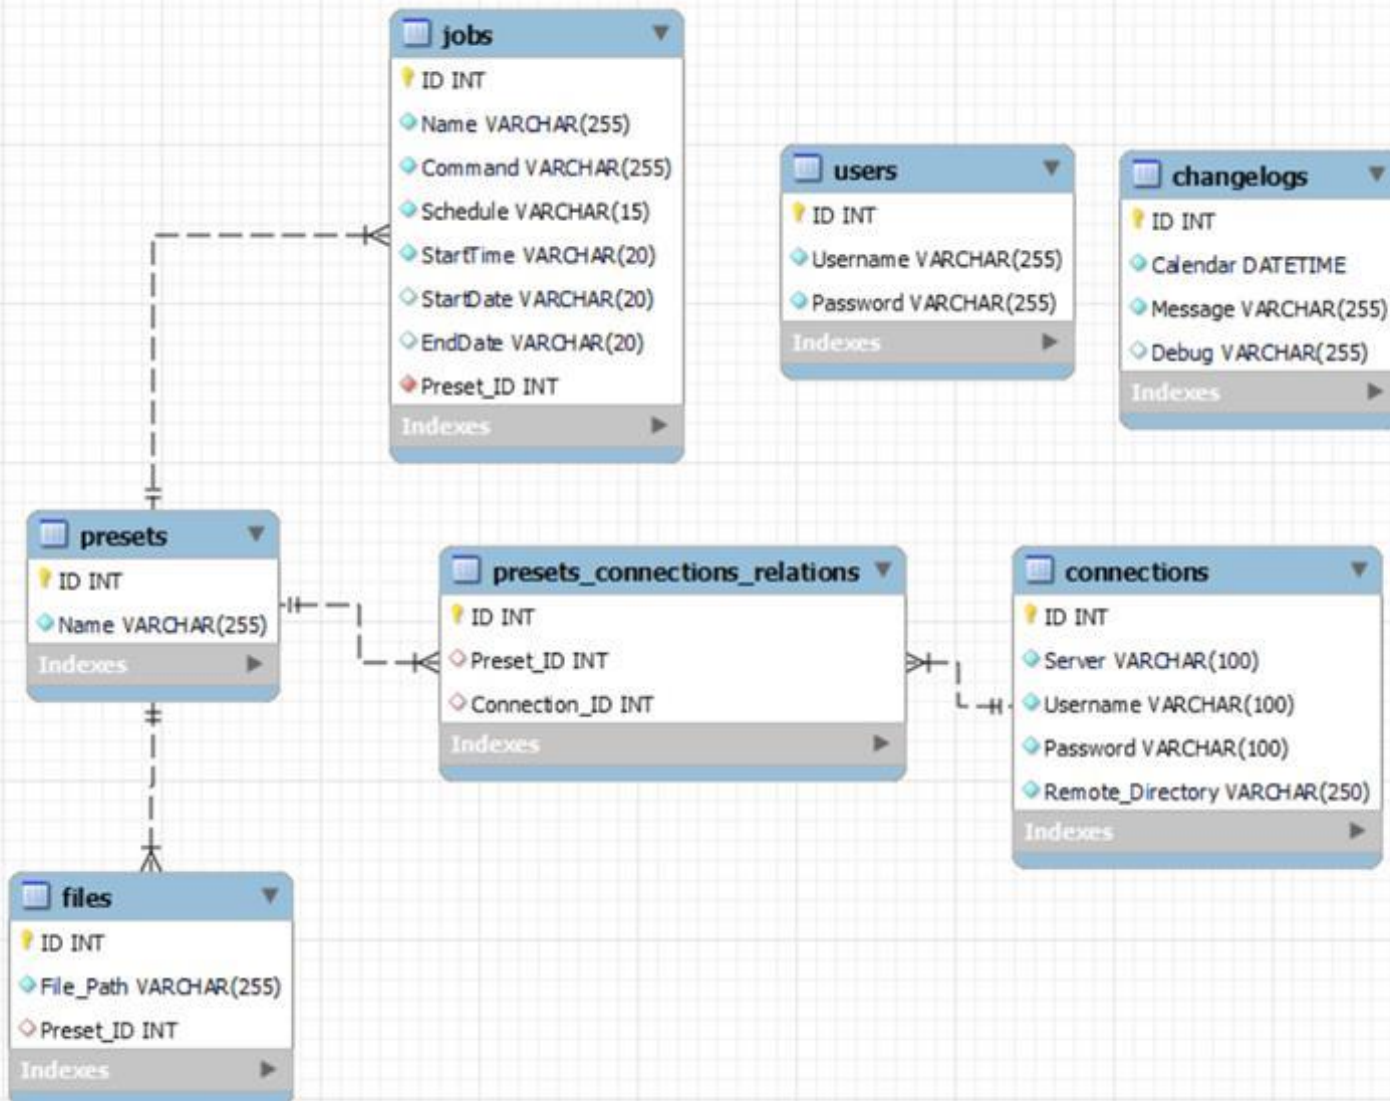 jobs
ID INT
Name VARCHAR(255)
Command VARCHAR(255)
Schedule VARCHAR(15)
StartTime VARCHAR(20)
StartDate VARCHAR(20)
EndDate VARCHAR(20)
Preset_ID INT
Indexes
users
ID INT
Username VARCHAR(255)
Password VARCHAR(255)
Indexes
changelogs
ID INT
Calendar DATETIME
Message VARCHAR(255)
Debug VARCHAR(255)
Indexes
presets
ID INT
Name VARCHAR(255)
Indexes
presets_connections_relations
ID INT
Preset_ID INT
Connection_ID INT
Indexes
connections
ID INT
Server VARCHAR(100)
Username VARCHAR(100)
Password VARCHAR(100)
Remote_Directory VARCHAR(250)
Indexes
files
ID INT
File_Path VARCHAR(255)
Preset_ID INT
Indexes